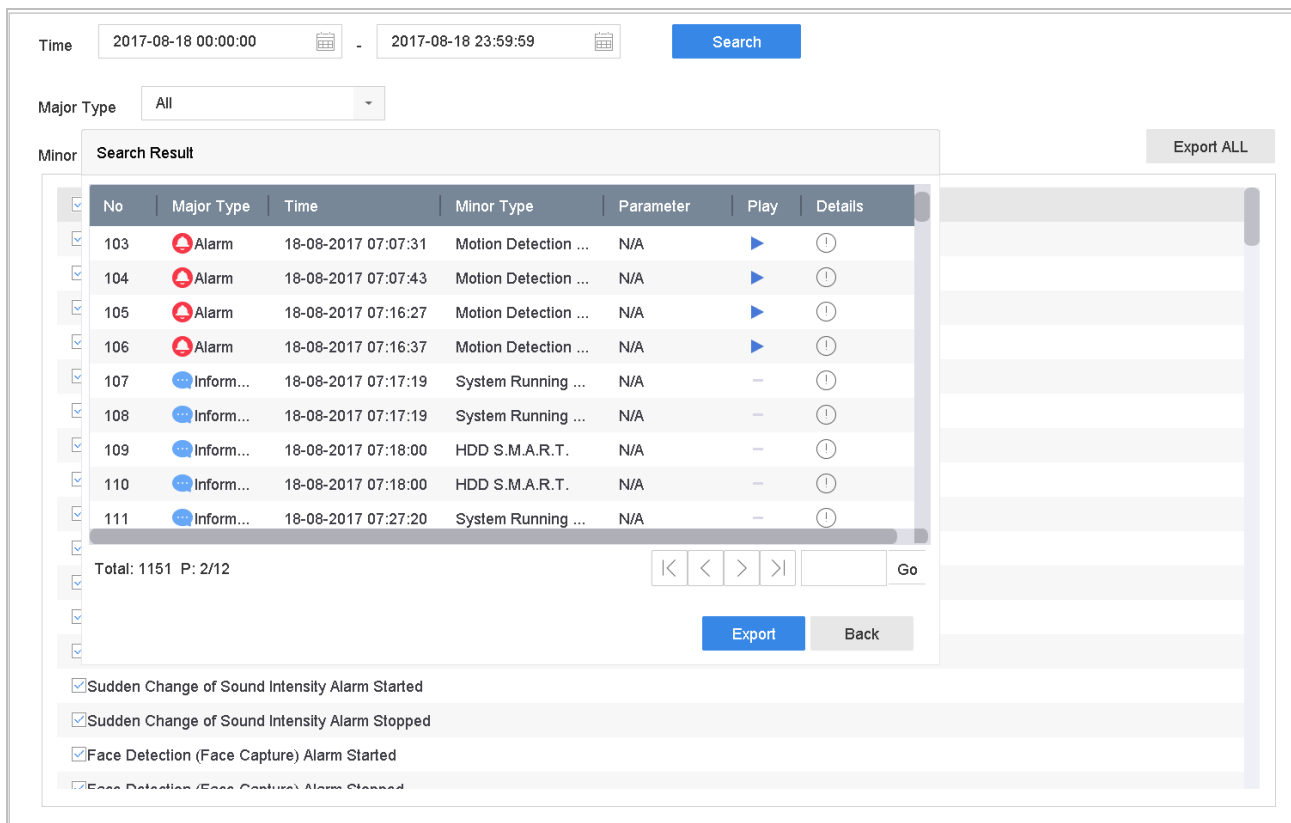 Time 2017-08-18 00:00:00 - 2017-08-18 23:59:59 Search
Major Type All
Minor
Export ALL
Search Result
No Major Type Time Minor Type Parameter Play Details
103 Alarm 18-08-2017 07:07:31 Motion Detection ... N/A
104 Alarm 18-08-2017 07:07:43 Motion Detection ... N/A
105 Alarm 18-08-2017 07:16:27 Motion Detection ... N/A
106 Alarm 18-08-2017 07:16:37 Motion Detection ... N/A
107 Inform... 18-08-2017 07:17:19 System Running ... N/A
108 Inform... 18-08-2017 07:17:19 System Running ... N/A
109 Inform... 18-08-2017 07:18:00 HDD S.M.A.R.T. N/A
110 Inform... 18-08-2017 07:18:00 HDD S.M.A.R.T. N/A
111 Inform... 18-08-2017 07:27:20 System Running ... N/A
Total: 1151 P: 2/12 Go
Export Back
Sudden Change of Sound Intensity Alarm Started
Sudden Change of Sound Intensity Alarm Stopped
Face Detection (Face Capture) Alarm Started
Face Detection (Face Capture) Alarm Stopped